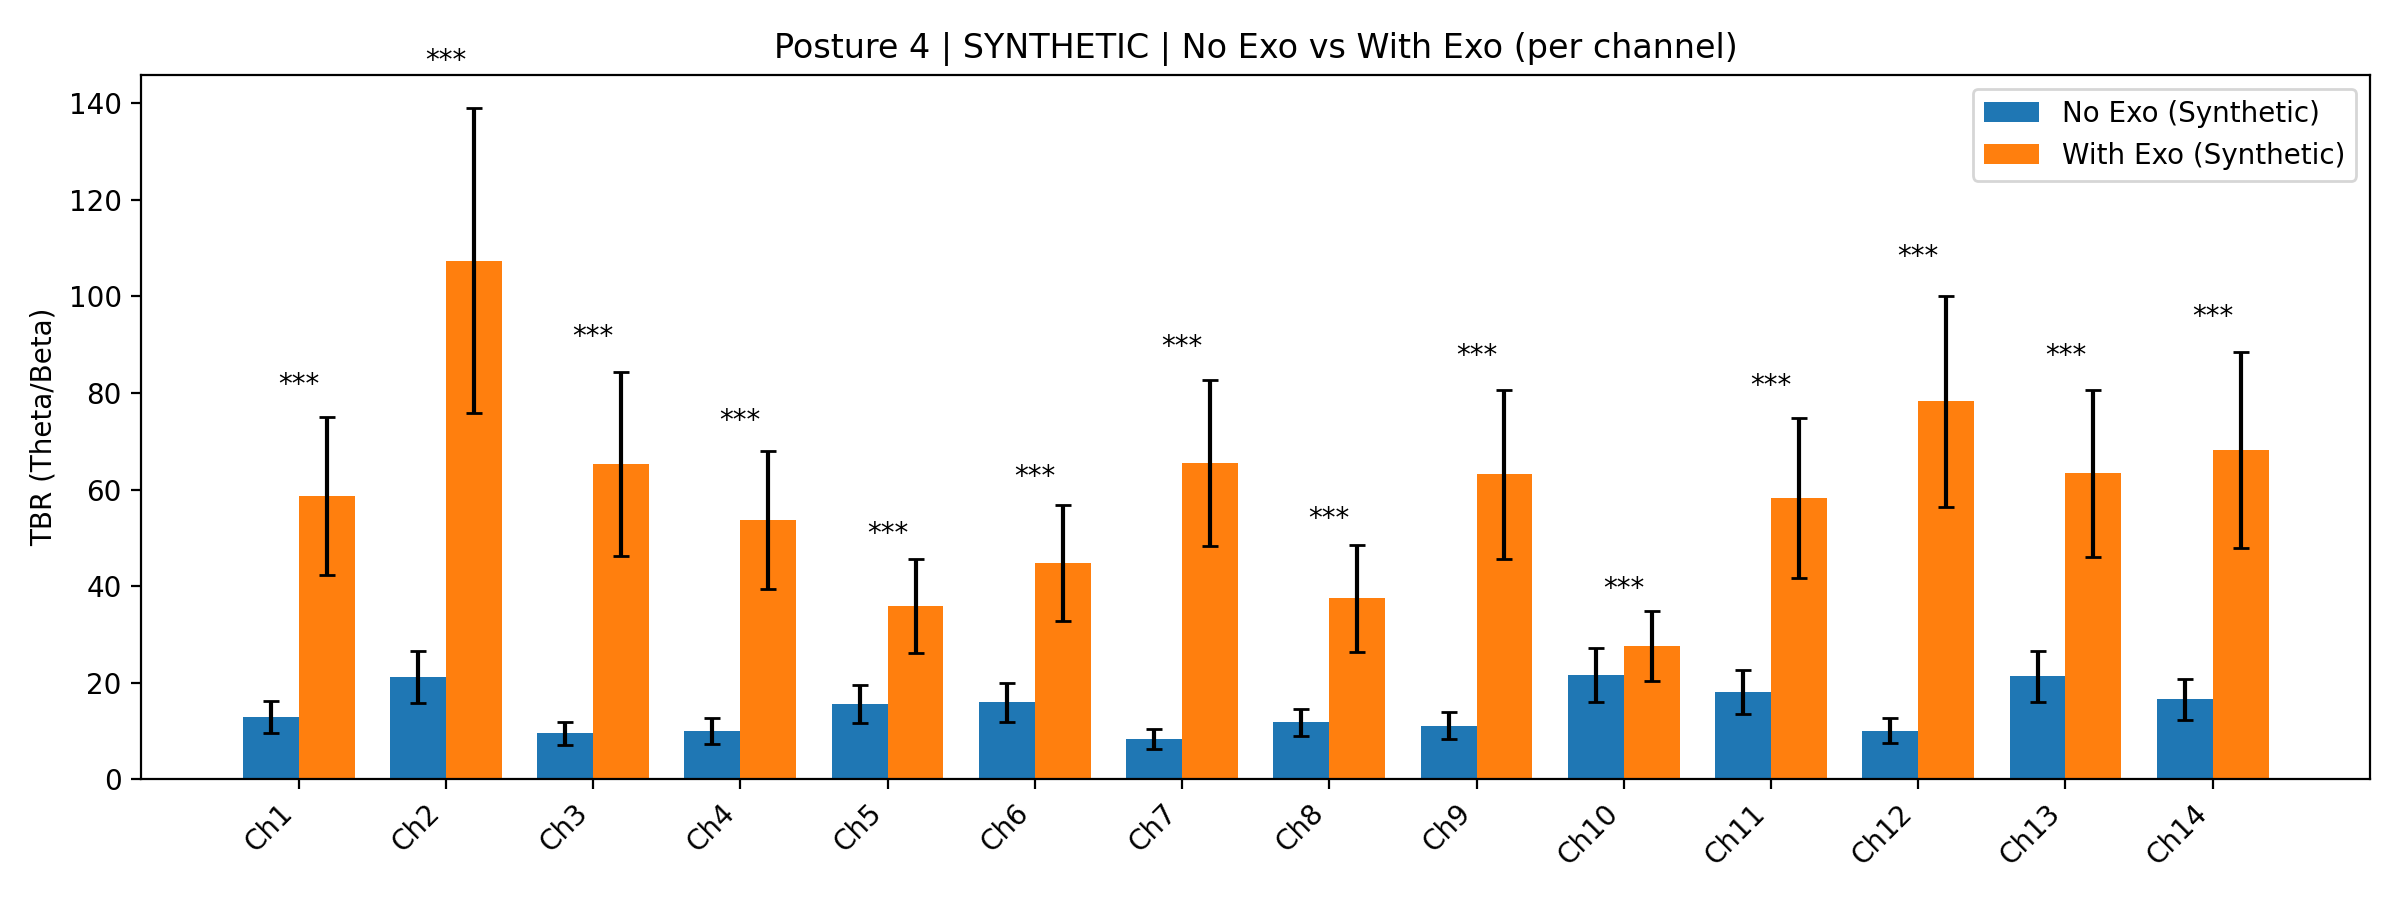 Posture 4 | SYNTHETIC | No Exo vs With Exo (per channel)
No Exo (Synthetic)
With Exo (Synthetic)
TBR (Theta/Beta)
140
120
100
80
60
40
20
0
***
***
***
***
***
***
***
***
***
***
***
***
***
***
Ch1
Ch2
Ch3
Ch4
Ch5
Ch6
Ch7
Ch8
Ch9
Ch10
Ch11
Ch12
Ch13
Ch14